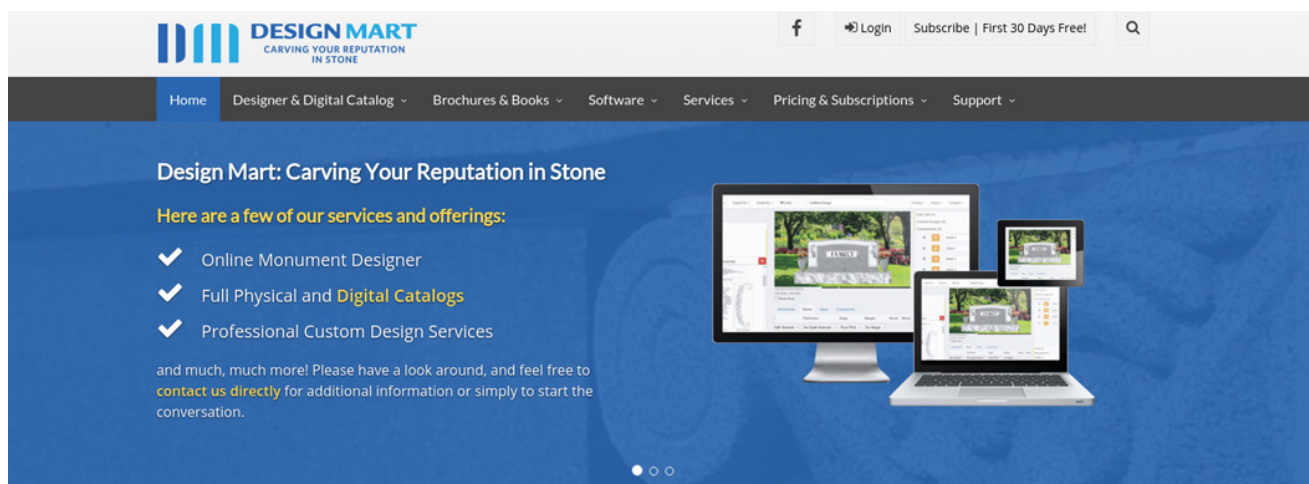 DESIGN MART
CARVING YOUR REPUTATION
IN STONE
Login
Subscribe | First 30 Days Free!
Home
Designer & Digital Catalog
Brochures & Books
Software
Services
Pricing & Subscriptions
Support
Design Mart: Carving Your Reputation in Stone
Here are a few of our services and offerings:
Online Monument Designer
Full Physical and Digital Catalogs
Professional Custom Design Services
and much, much more! Please have a look around, and feel free to
contact us directly for additional information or simply to start the
conversation.
FAMILY